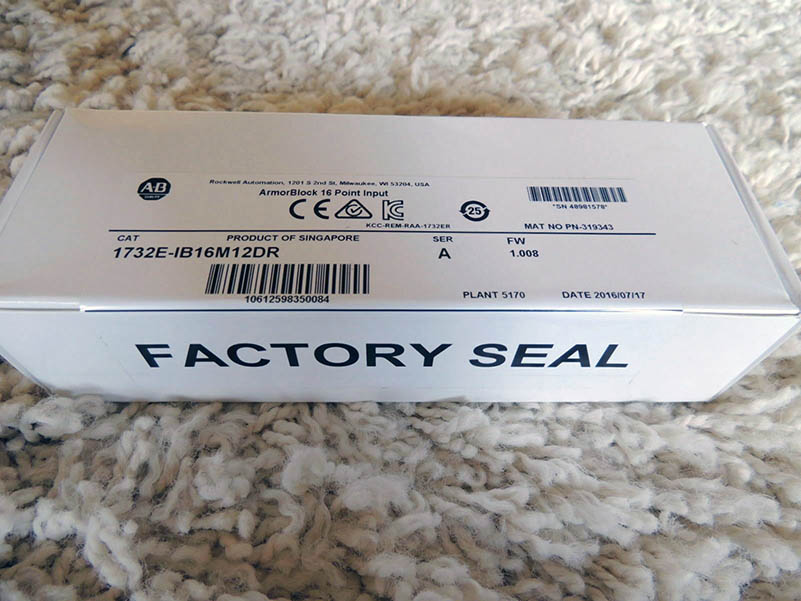 A-B
Rockwell Automation, 1201 S 2nd St, Milwaukee, WI 53204, USA
ArmorBlock 16 Point Input
CE
25
KCC-REM-RAA-1732ER
*SN 48981578*
MAT NO PN-319343
CAT PRODUCT OF SINGAPORE SER FW
1732E-IB16M12DR A 1.008
10612598350084
PLANT 5170 DATE 2016/07/17
FACTORY SEAL